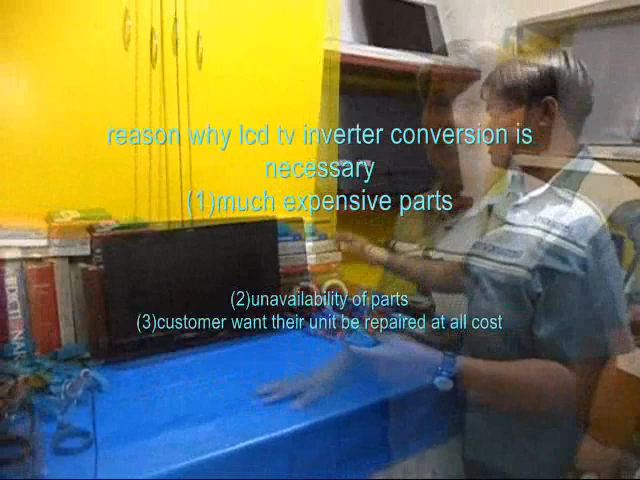 reason why lcd tv inverter conversion is
necessary
(1)much expensive parts
(2)unavailability of parts
(3)customer want their unit be repaired at all cost